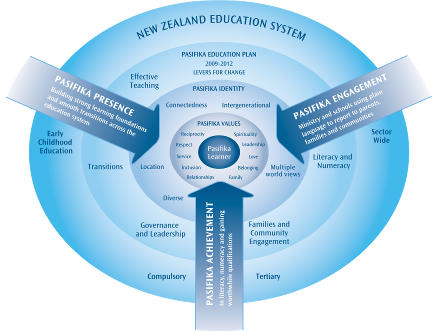 NEW ZEALAND EDUCATION SYSTEM
PASIFIKA EDUCATION PLAN
2009-2012
LEVERS FOR CHANGE
PASIFIKA PRESENCE
Building strong learning foundations
and smooth transitions across the
education system
PASIFIKA ENGAGEMENT
Ministry and schools using plain
language to report to parents,
families and communities
Effective
Teaching
PASIFIKA IDENTITY
Connectedness
Intergenerational
PASIFIKA VALUES
Reciprocity
Spirituality
Respect
Leadership
Service
Love
Inclusion
Belonging
Relationships
Family
Pasifika
Learner
Early
Childhood
Education
Sector
Wide
Transitions
Location
Multiple
world views
Literacy and
Numeracy
Diverse
Governance
and Leadership
Families and
Community
Engagement
Compulsory
Tertiary
PASIFIKA ACHIEVEMENT
In literacy, numeracy and gaining
worthwhile qualifications